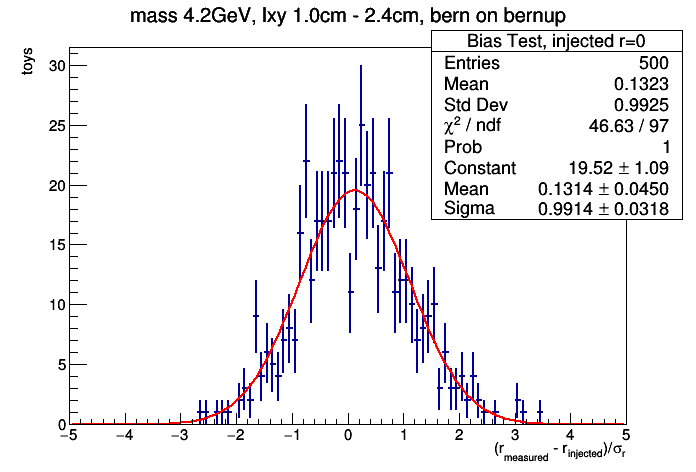 mass 4.2GeV, lxy 1.0cm - 2.4cm, bern on bernup
Bias Test, injected r=0
Entries 500
Mean 0.1323
Std Dev 0.9925
χ² / ndf 46.63 / 97
Prob 1
Constant 19.52 ± 1.09
Mean 0.1314 ± 0.0450
Sigma 0.9914 ± 0.0318
toys
30
25
20
15
10
5
0
−5 −4 −3 −2 −1 0 1 2 3 4 5
(r_measured - r_injected)/σ_r